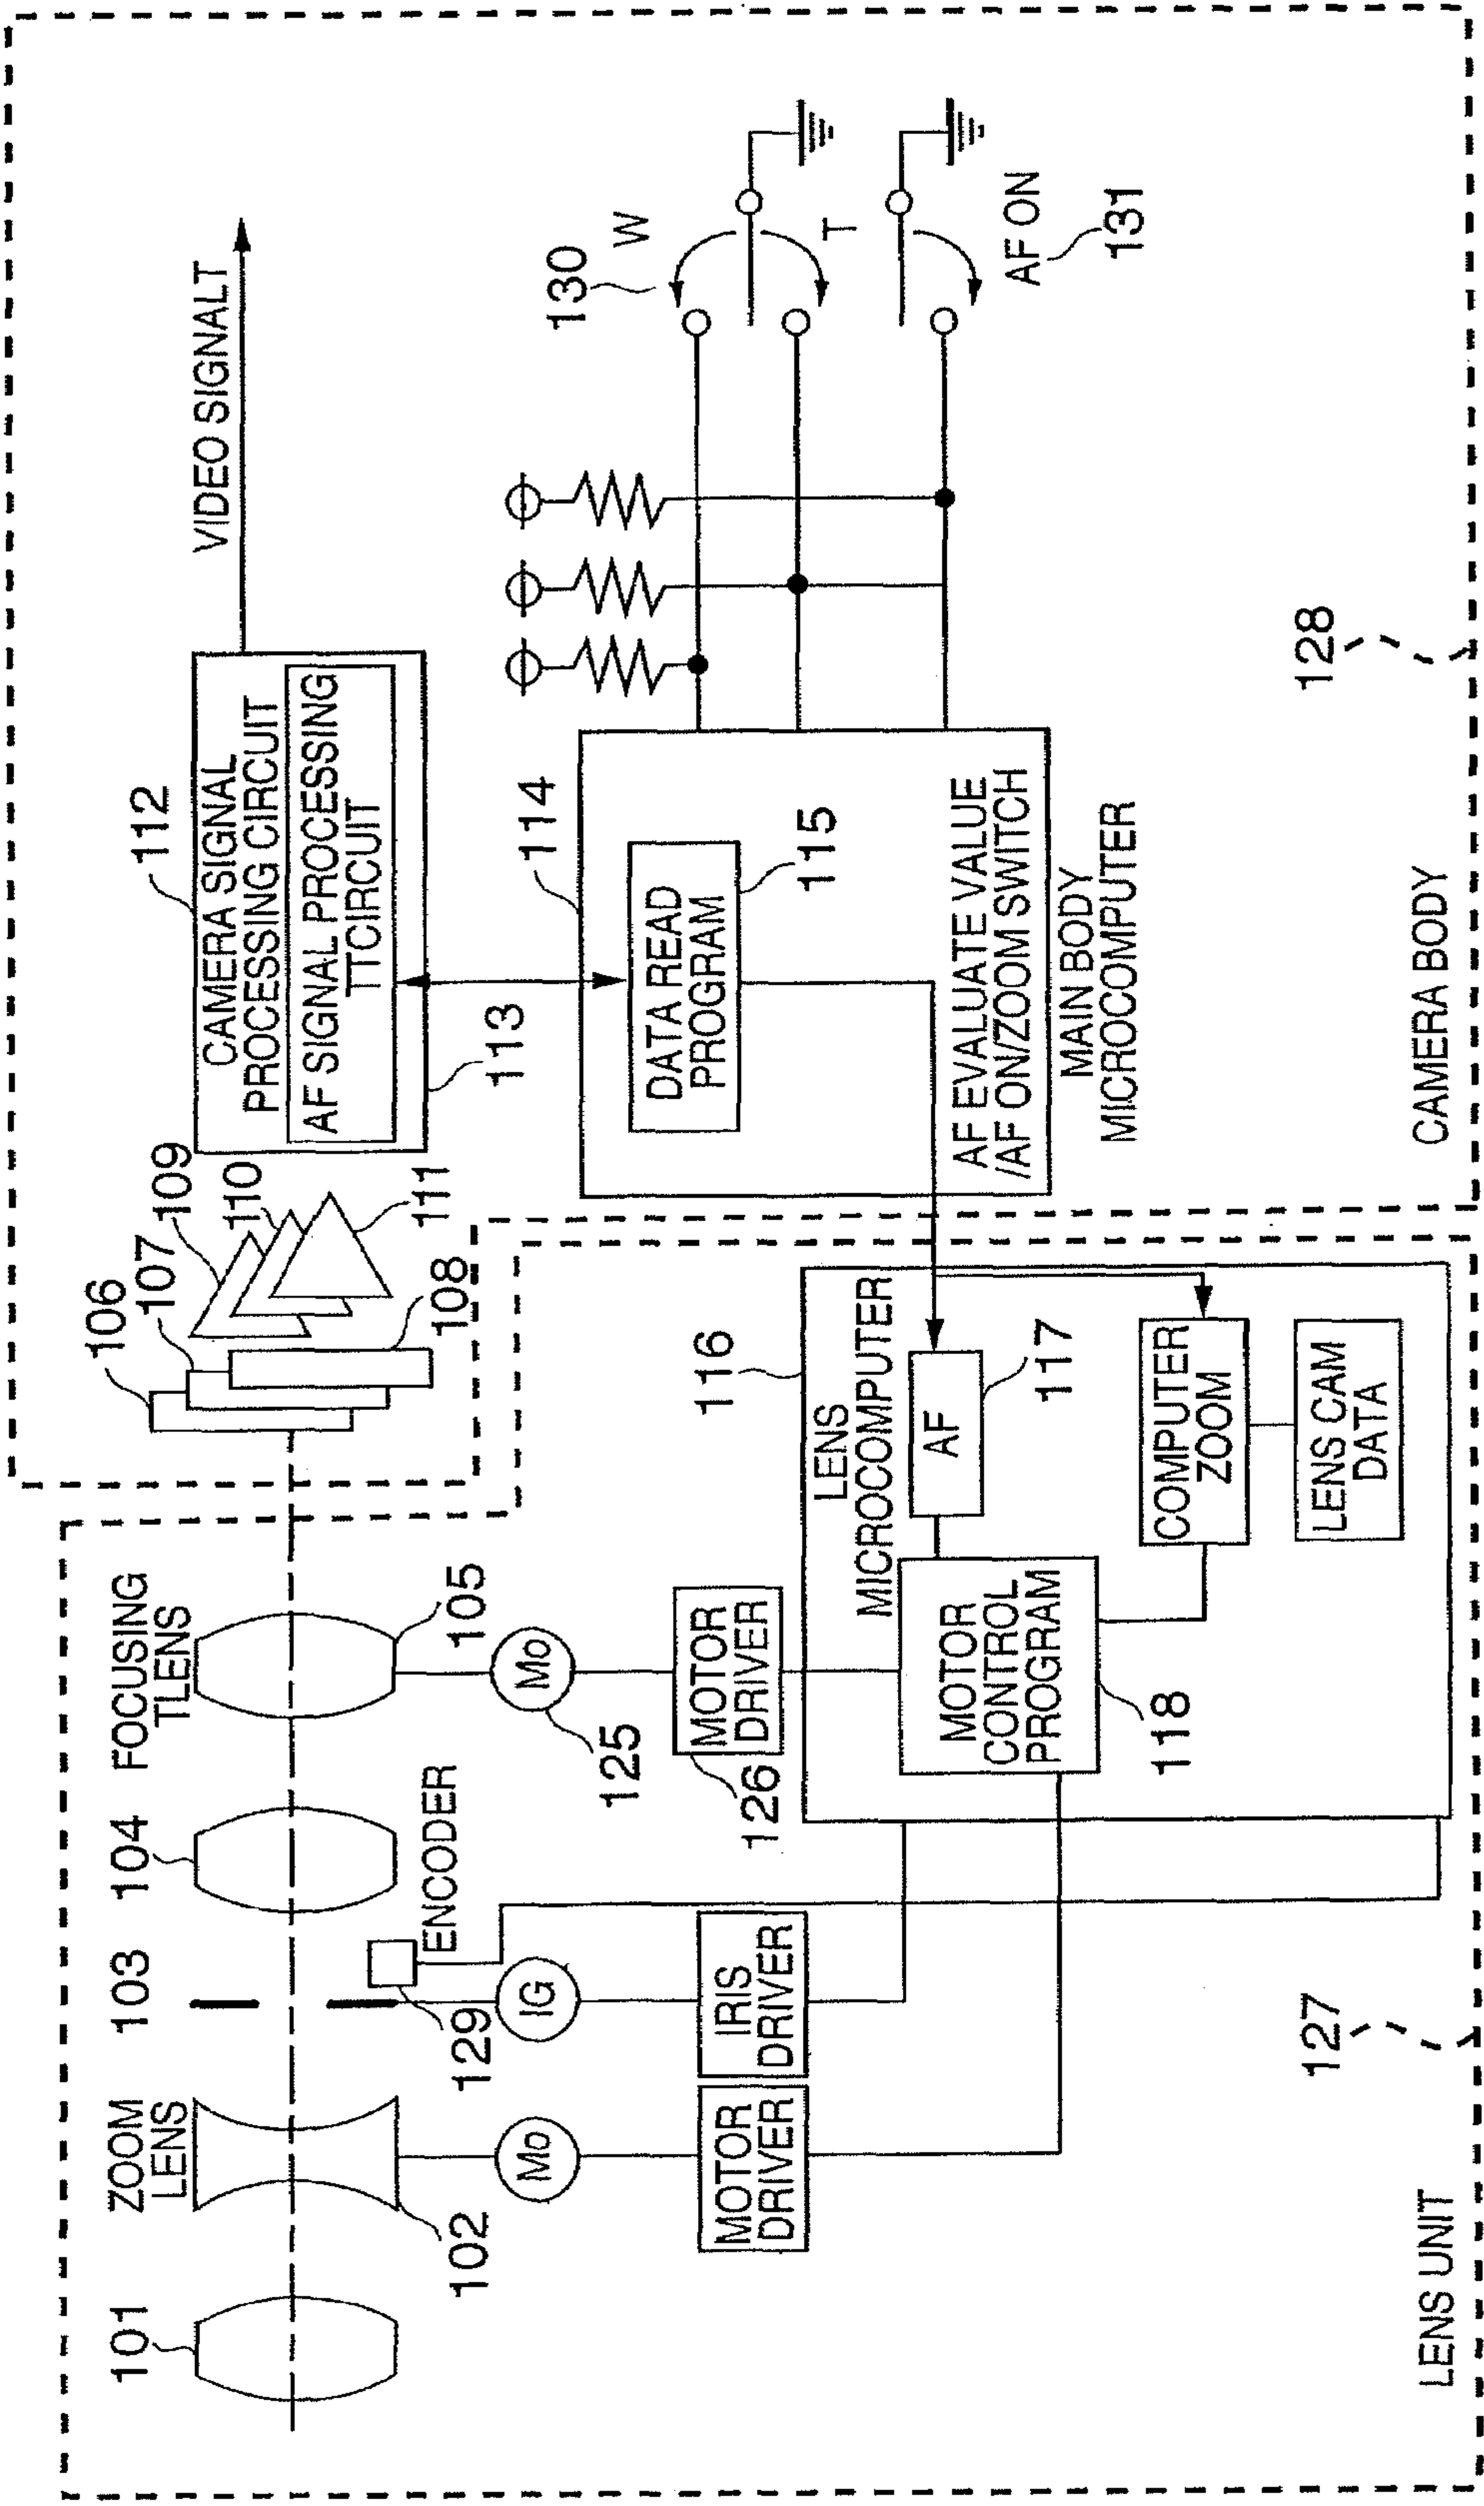 101
ZOOM
LENS
102
103
129
ENCODER
104
FOCUSING
TLENS
105
Mo
125
MOTOR
DRIVER
126
IG
IRIS
DRIVER
Mo
MOTOR
DRIVER
LENS
MICROCOMPUTER
116
AF
117
MOTOR
CONTROL
PROGRAM
118
COMPUTER
ZOOM
LENS CAM
DATA
LENS UNIT
127
106
107
108
109
110
111
112
CAMERA SIGNAL
PROCESSING CIRCUIT
AF SIGNAL PROCESSING
TTCIRCUIT
113
VIDEO SIGNALT
114
DATA READ
PROGRAM
115
AF EVALUATE VALUE
/AF ON/ZOOM SWITCH
MAIN BODY
MICROCOMPUTER
130
W
T
AF ON
131
CAMERA BODY
128